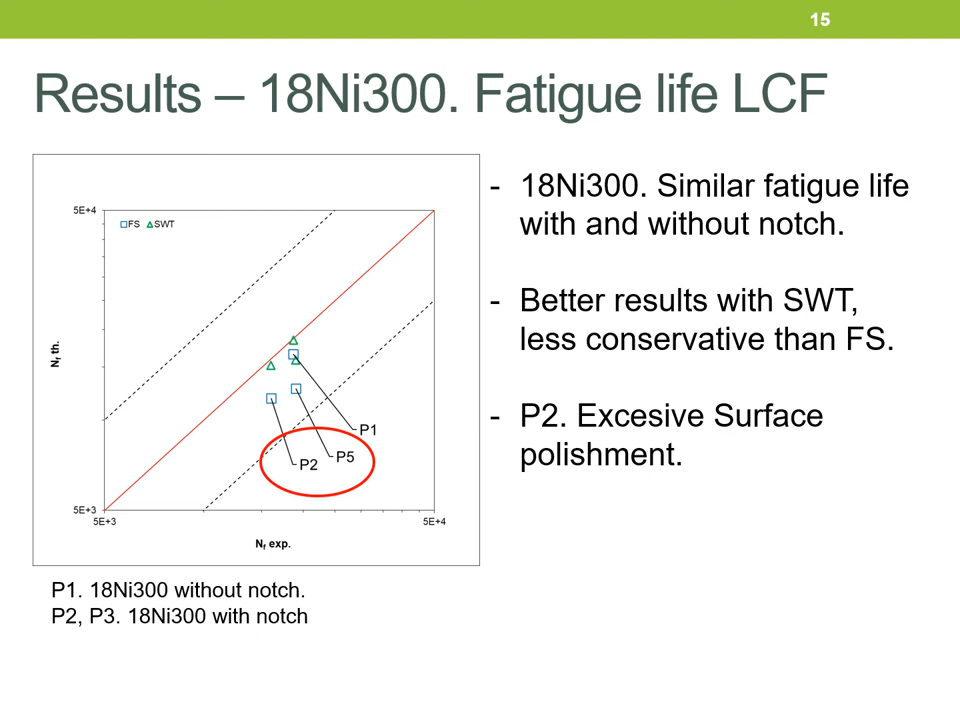 15
Results – 18Ni300. Fatigue life LCF
5E+4
FS SWT
Nf th.
P1
P5
P2
5E+3
5E+3 5E+4
Nf exp.
P1. 18Ni300 without notch.
P2, P3. 18Ni300 with notch
- 18Ni300. Similar fatigue life
with and without notch.
- Better results with SWT,
less conservative than FS.
- P2. Excesive Surface
polishment.